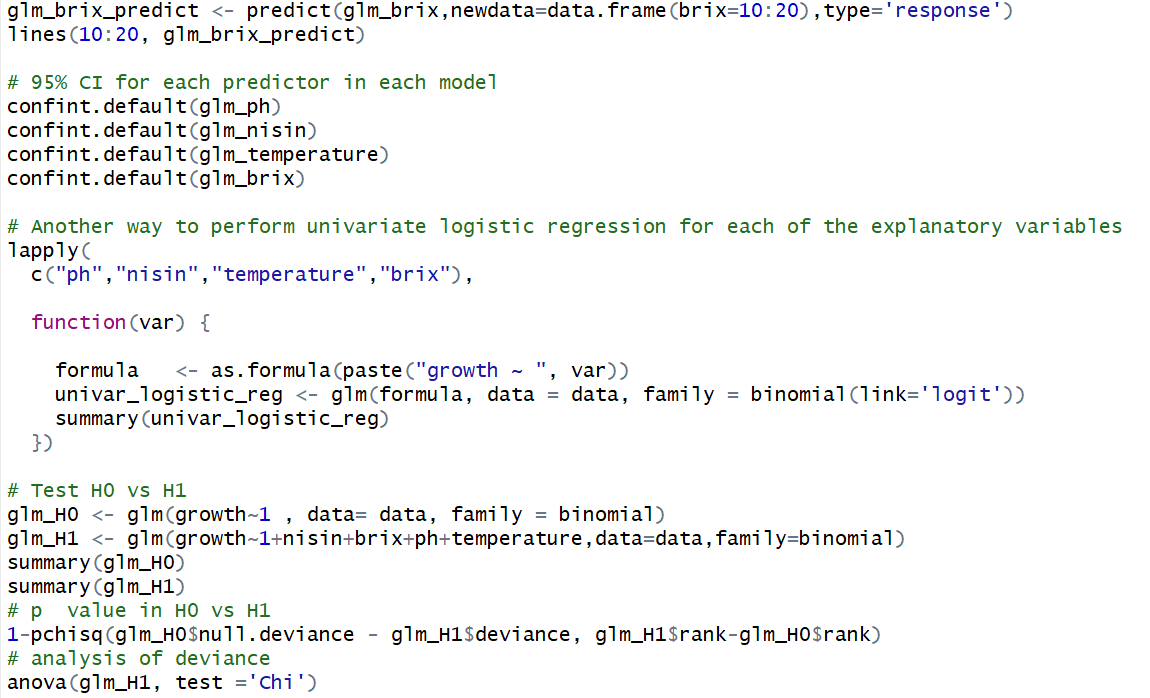 glm_brix_predict <- predict(glm_brix,newdata=data.frame(brix=10:20),type='response')
lines(10:20, glm_brix_predict)

# 95% CI for each predictor in each model
confint.default(glm_ph)
confint.default(glm_nisin)
confint.default(glm_temperature)
confint.default(glm_brix)

# Another way to perform univariate logistic regression for each of the explanatory variables
lapply(
  c("ph","nisin","temperature","brix"),

  function(var) {

    formula   <- as.formula(paste("growth ~ ", var))
    univar_logistic_reg <- glm(formula, data = data, family = binomial(link='logit'))
    summary(univar_logistic_reg)
  })

# Test H0 vs H1
glm_H0 <- glm(growth~1 , data= data, family = binomial)
glm_H1 <- glm(growth~1+nisin+brix+ph+temperature,data=data,family=binomial)
summary(glm_H0)
summary(glm_H1)
# p  value in H0 vs H1
1-pchisq(glm_H0$null.deviance - glm_H1$deviance, glm_H1$rank-glm_H0$rank)
# analysis of deviance
anova(glm_H1, test ='Chi')